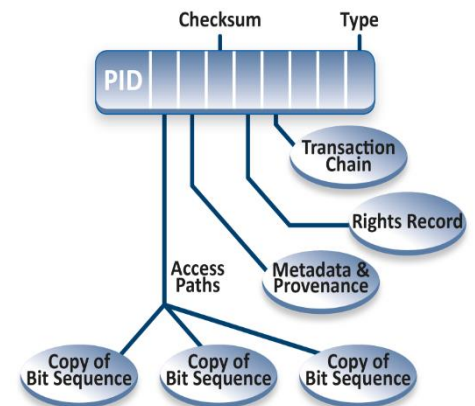 Checksum
Type
PID
Transaction
Chain
Rights Record
Access
Paths
Metadata &
Provenance
Copy of
Bit Sequence
Copy of
Bit Sequence
Copy of
Bit Sequence